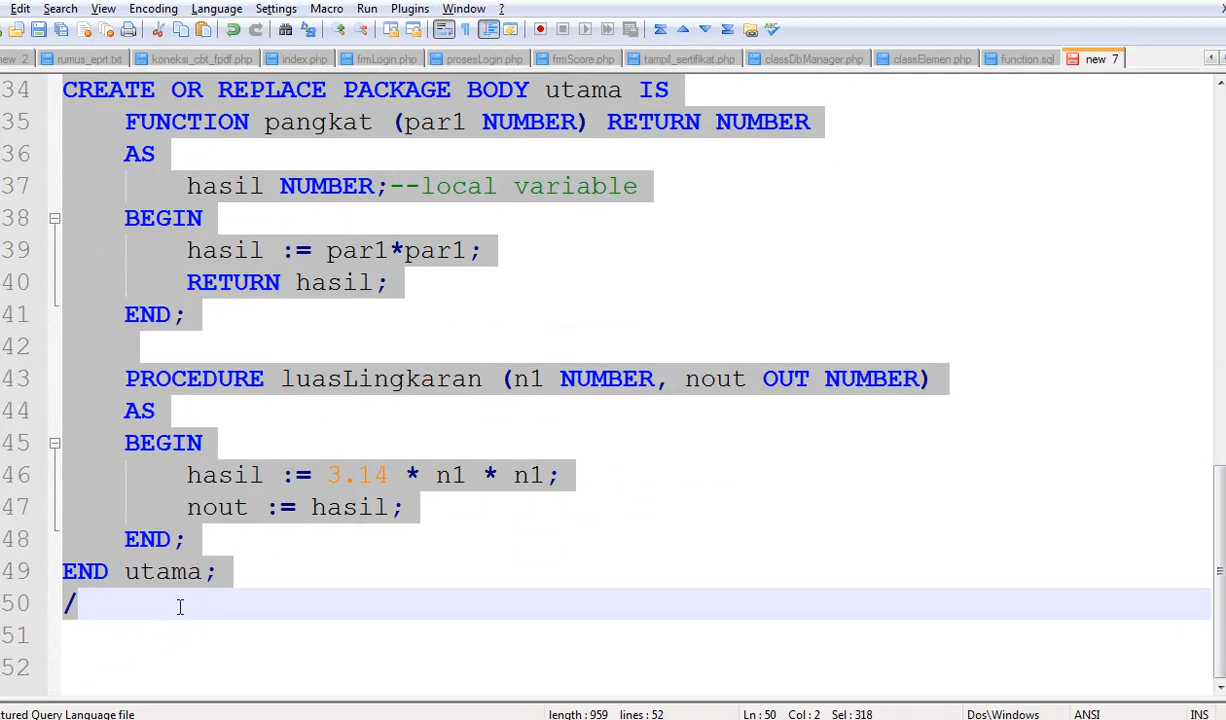 Edit Search View Encoding Language Settings Macro Run Plugins Window ?
new 2 rumus_eprt.txt koneksi_cbt_fpdf.php index.php frmLogin.php prosesLogin.php frmScore.php tampil_sertifikat.php classDbManager.php classElemen.php function.sql new 7
34 CREATE OR REPLACE PACKAGE BODY utama IS
35 FUNCTION pangkat (par1 NUMBER) RETURN NUMBER
36 AS
37 hasil NUMBER;--local variable
38 BEGIN
39 hasil := par1*par1;
40 RETURN hasil;
41 END;
42
43 PROCEDURE luasLingkaran (n1 NUMBER, nout OUT NUMBER)
44 AS
45 BEGIN
46 hasil := 3.14 * n1 * n1;
47 nout := hasil;
48 END;
49 END utama;
50 /
51
52
tured Query Language file length : 959 lines : 52 Ln : 50 Col : 2 Sel : 318 Dos\Windows ANSI INS